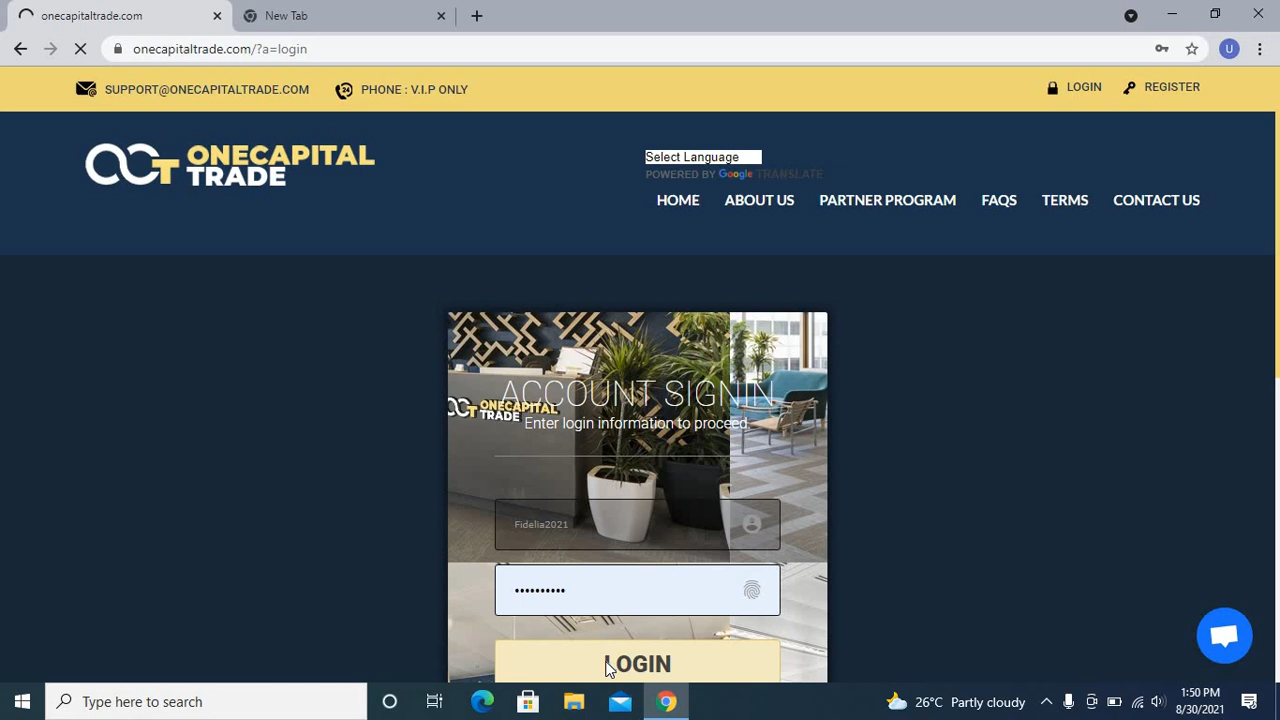 onecapitaltrade.com
New Tab
onecapitaltrade.com/?a=login
U
SUPPORT@ONECAPITALTRADE.COM
PHONE : V.I.P ONLY
LOGIN
REGISTER
ONECAPITAL
TRADE
Select Language
POWERED BY Google TRANSLATE
HOME
ABOUT US
PARTNER PROGRAM
FAQS
TERMS
CONTACT US
ACCOUNT SIGNIN
ONECAPITAL
TRADE
Enter login information to proceed
Fidelia2021
••••••••••
LOGIN
Type here to search
26°C Partly cloudy
1:50 PM
8/30/2021